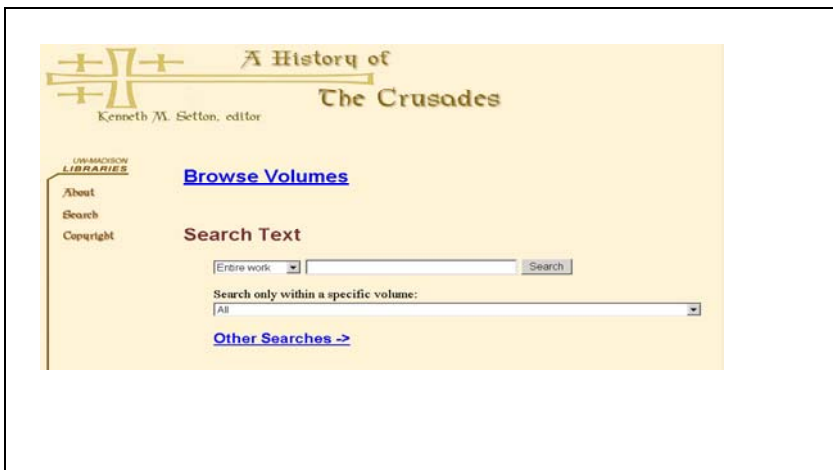 A History of
The Crusades
Kenneth M. Setton, editor
UW-MADISON
LIBRARIES
About
Search
Copyright
Browse Volumes
Search Text
Entire work Search
Search only within a specific volume:
All
Other Searches ->